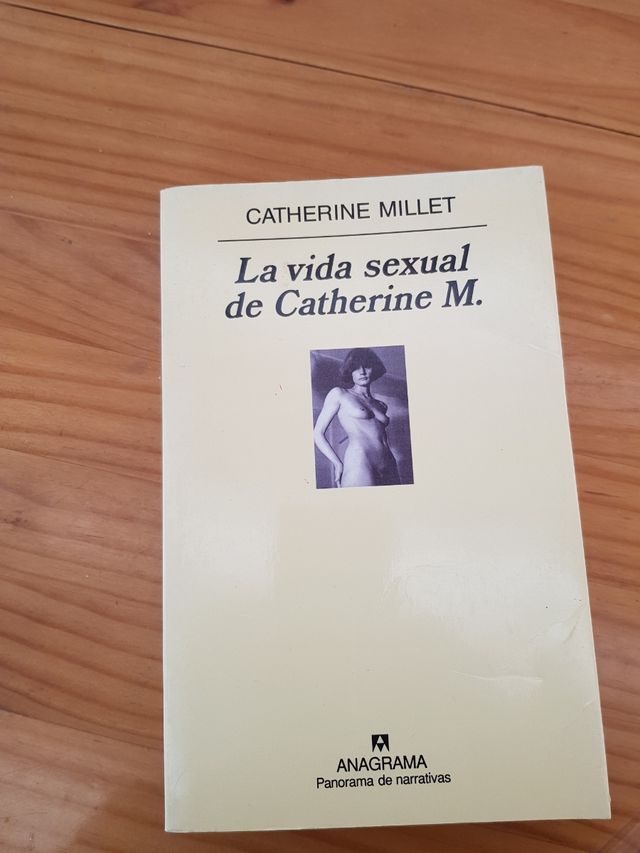 CATHERINE MILLET
La vida sexual
de Catherine M.
ANAGRAMA
Panorama de narrativas